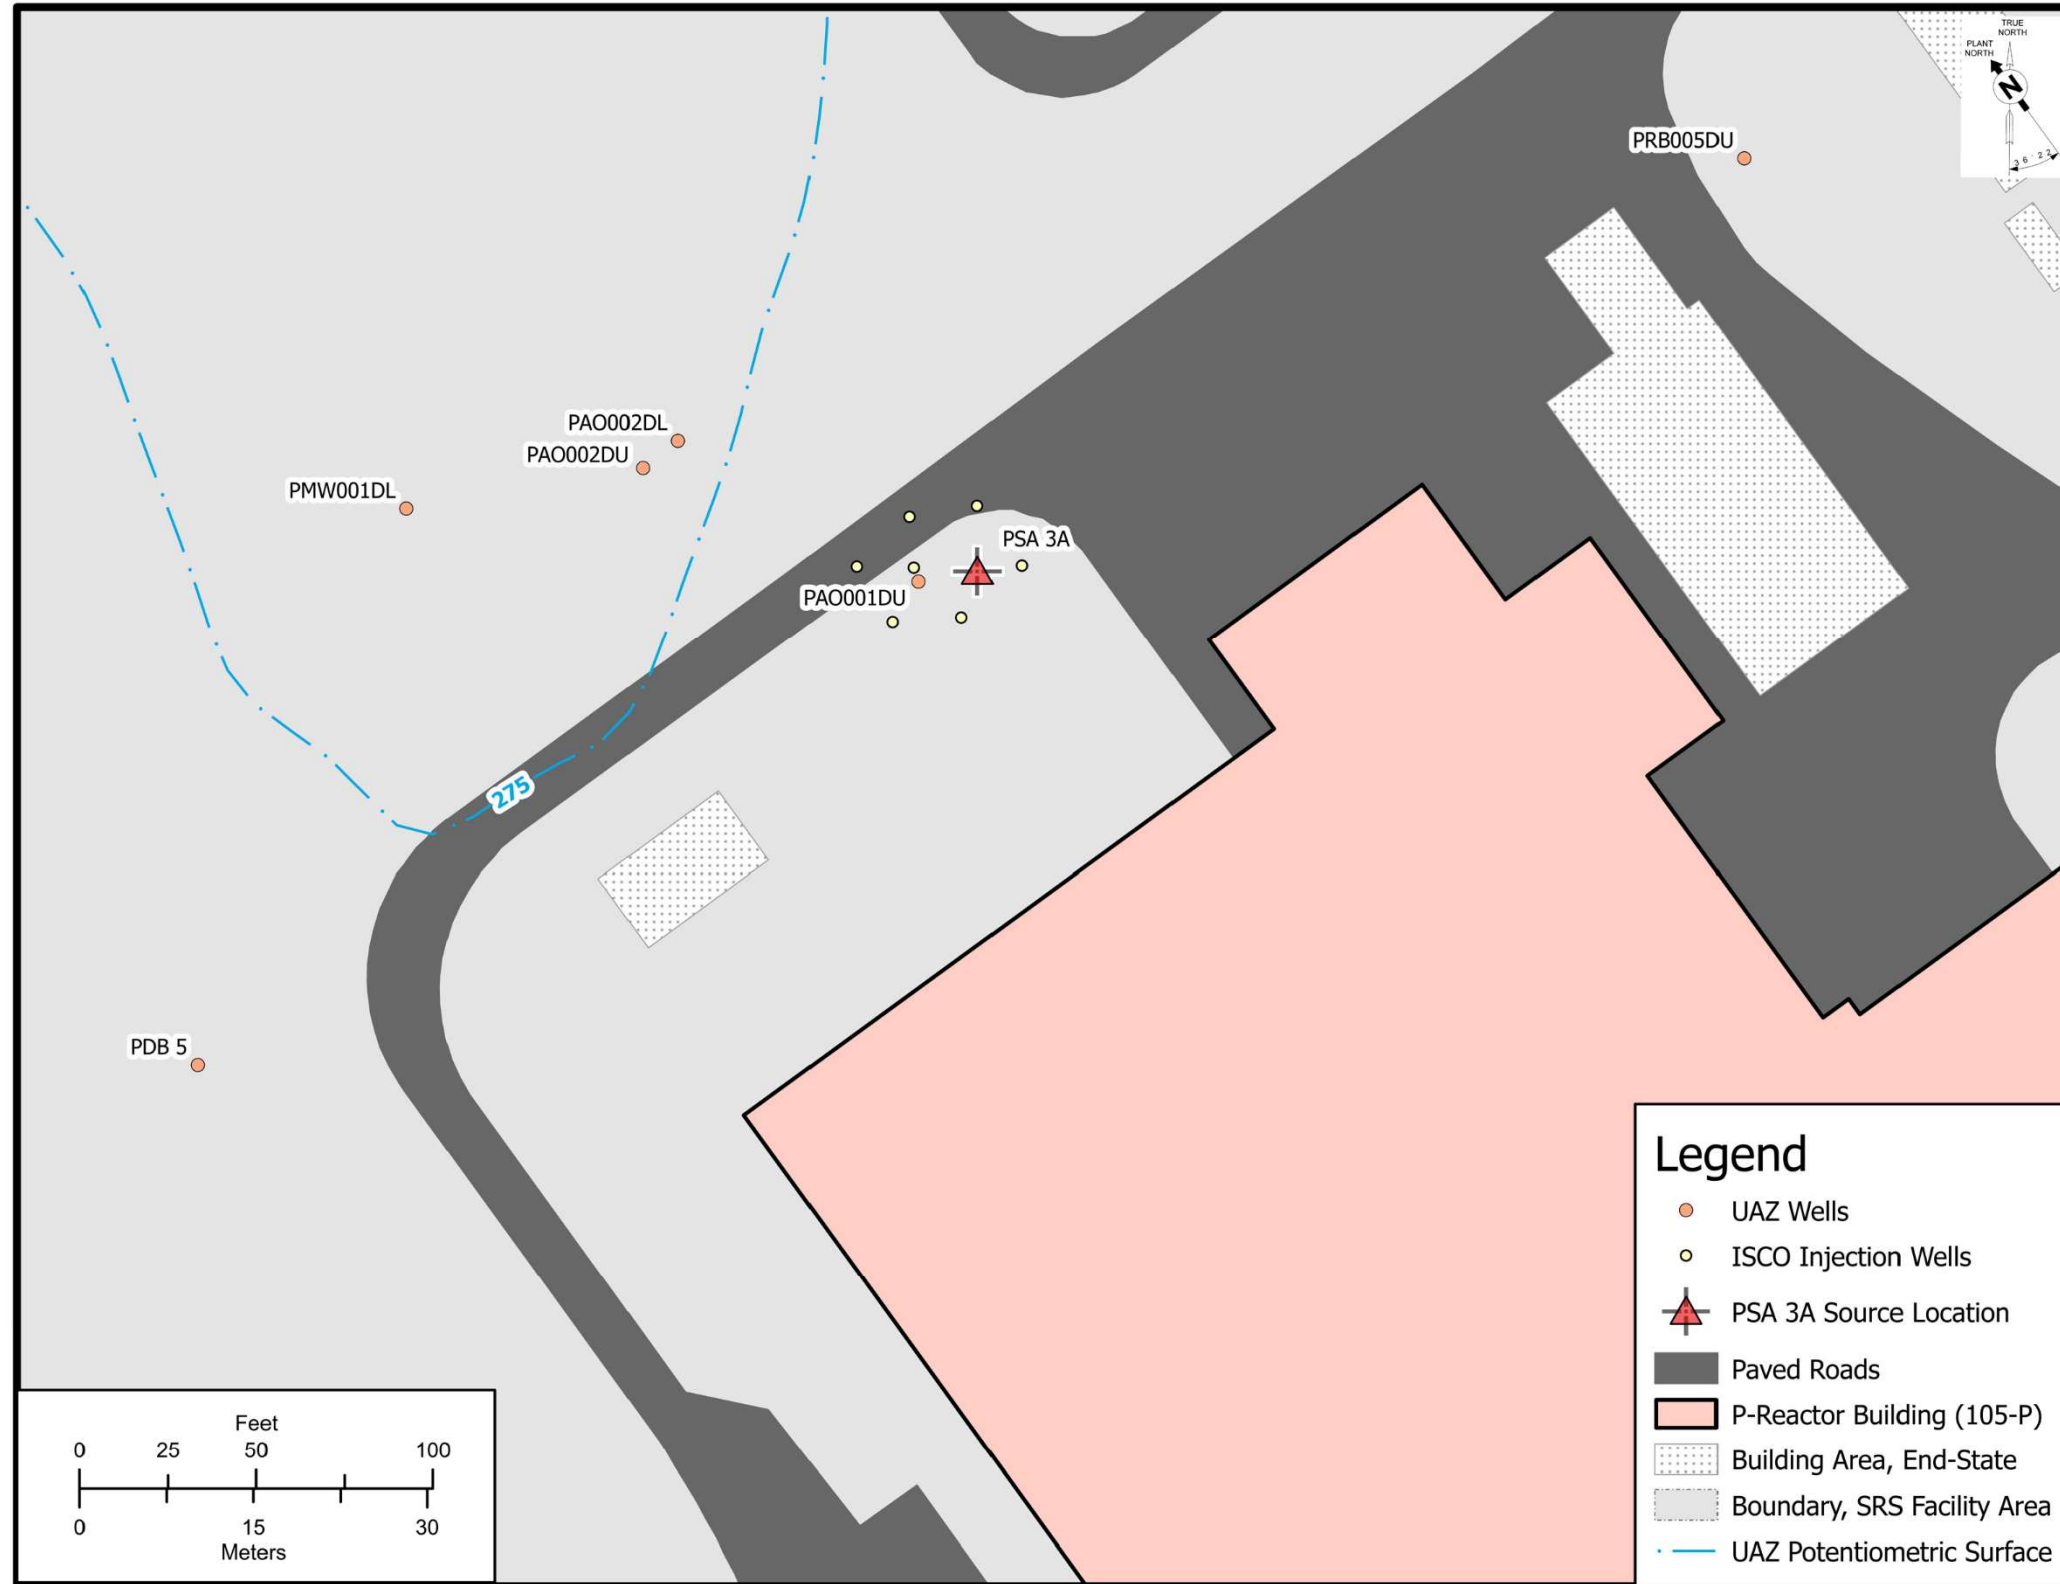 TRUE
NORTH
PLANT
NORTH
N
36°22'
PRB005DU
PAO002DL
PAO002DU
PMW001DL
PSA 3A
PAO001DU
275
PDB 5
Legend
UAZ Wells
ISCO Injection Wells
PSA 3A Source Location
Paved Roads
P-Reactor Building (105-P)
Building Area, End-State
Boundary, SRS Facility Area
UAZ Potentiometric Surface
Feet
0 25 50 100
0 15 30
Meters